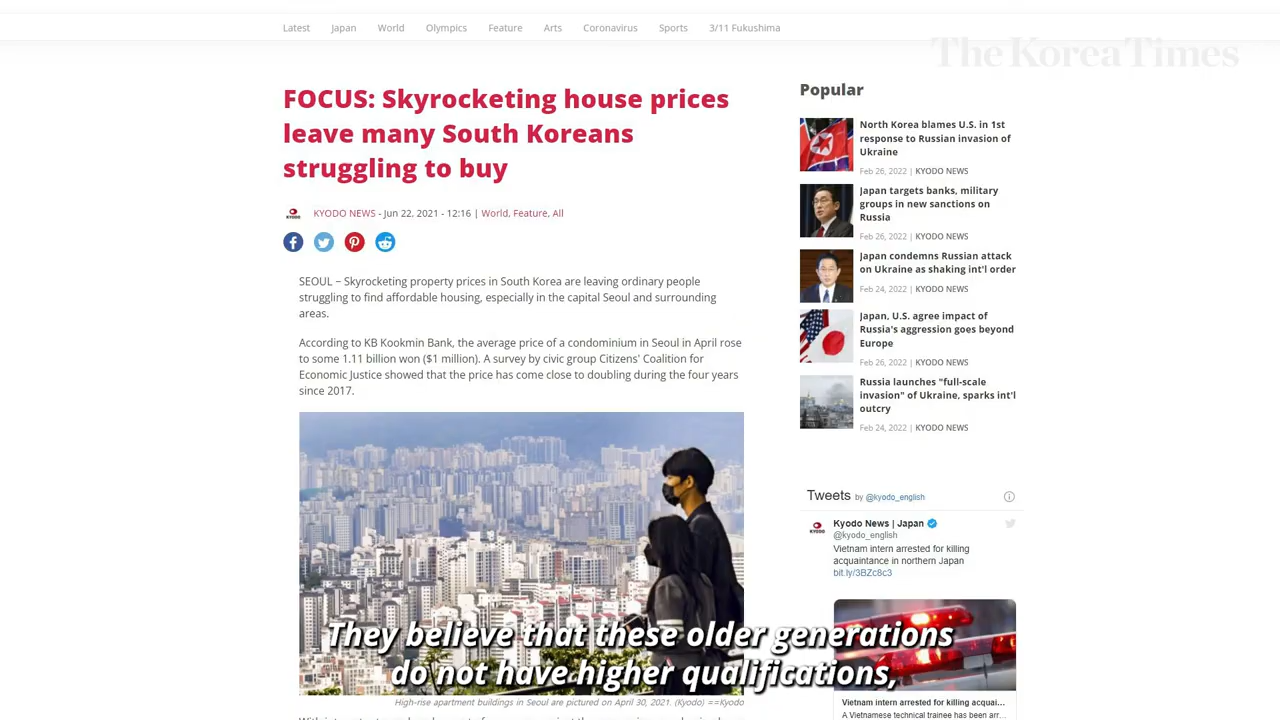 Latest Japan World Olympics Feature Arts Coronavirus Sports 3/11 Fukushima
The Korea Times
FOCUS: Skyrocketing house prices
leave many South Koreans
struggling to buy
KYODO NEWS - Jun 22, 2021 - 12:16 | World, Feature, All
SEOUL – Skyrocketing property prices in South Korea are leaving ordinary people
struggling to find affordable housing, especially in the capital Seoul and surrounding
areas.
According to KB Kookmin Bank, the average price of a condominium in Seoul in April rose
to some 1.11 billion won ($1 million). A survey by civic group Citizens' Coalition for
Economic Justice showed that the price has come close to doubling during the four years
since 2017.
High-rise apartment buildings in Seoul are pictured on April 30, 2021. (Kyodo) ==Kyodo
Popular
North Korea blames U.S. in 1st
response to Russian invasion of
Ukraine
Feb 26, 2022 | KYODO NEWS
Japan targets banks, military
groups in new sanctions on
Russia
Feb 26, 2022 | KYODO NEWS
Japan condemns Russian attack
on Ukraine as shaking int'l order
Feb 24, 2022 | KYODO NEWS
Japan, U.S. agree impact of
Russia's aggression goes beyond
Europe
Feb 26, 2022 | KYODO NEWS
Russia launches "full-scale
invasion" of Ukraine, sparks int'l
outcry
Feb 24, 2022 | KYODO NEWS
Tweets by @kyodo_english
Kyodo News | Japan
@kyodo_english
Vietnam intern arrested for killing
acquaintance in northern Japan
bit.ly/3BZc8c3
Vietnam intern arrested for killing acquai...
A Vietnamese technical trainee has been arr...
They believe that these older generations
do not have higher qualifications,